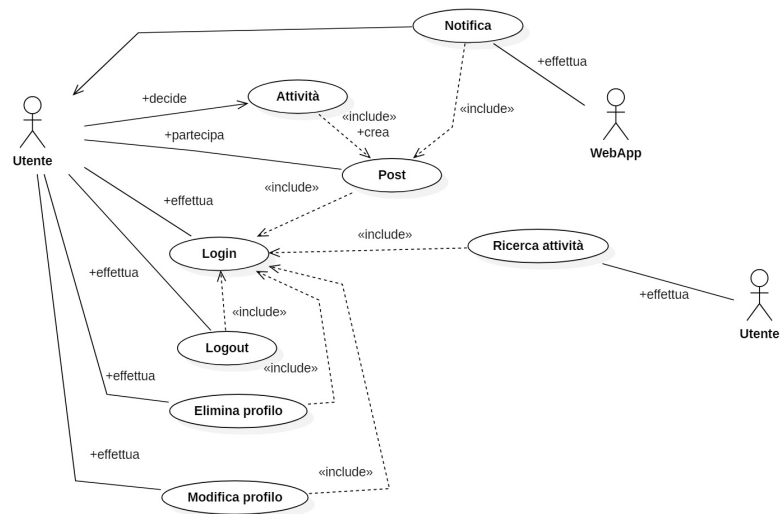 Notifica
+effettua
Attività
+decide
«include»
«include»
+crea
WebApp
+partecipa
Utente
Post
«include»
+effettua
«include»
Login
Ricerca attività
+effettua
+effettua
«include»
Utente
Logout
«include»
+effettua
Elimina profilo
+effettua
«include»
Modifica profilo